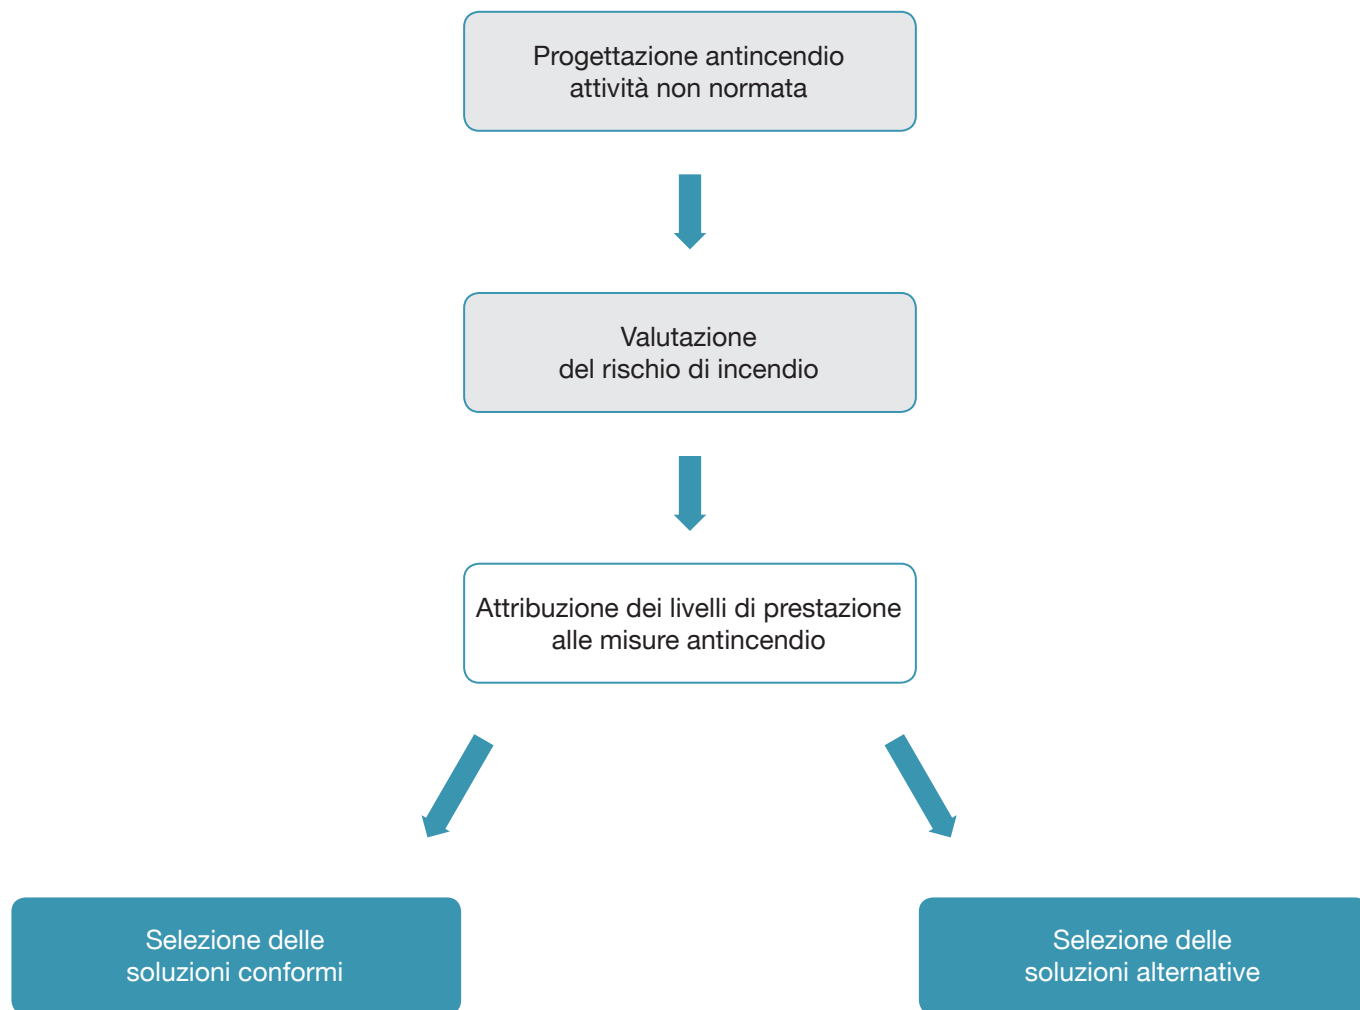 Progettazione antincendio
attività non normata
Valutazione
del rischio di incendio
Attribuzione dei livelli di prestazione
alle misure antincendio
Selezione delle
soluzioni conformi
Selezione delle
soluzioni alternative